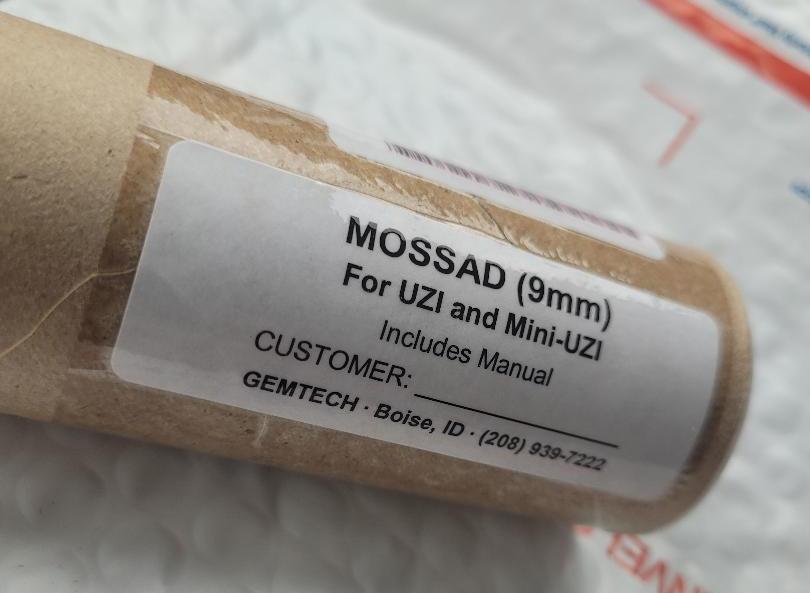 MOSSAD (9mm)
For UZI and Mini-UZI
Includes Manual
CUSTOMER:
GEMTECH · Boise, ID · (208) 939-7222